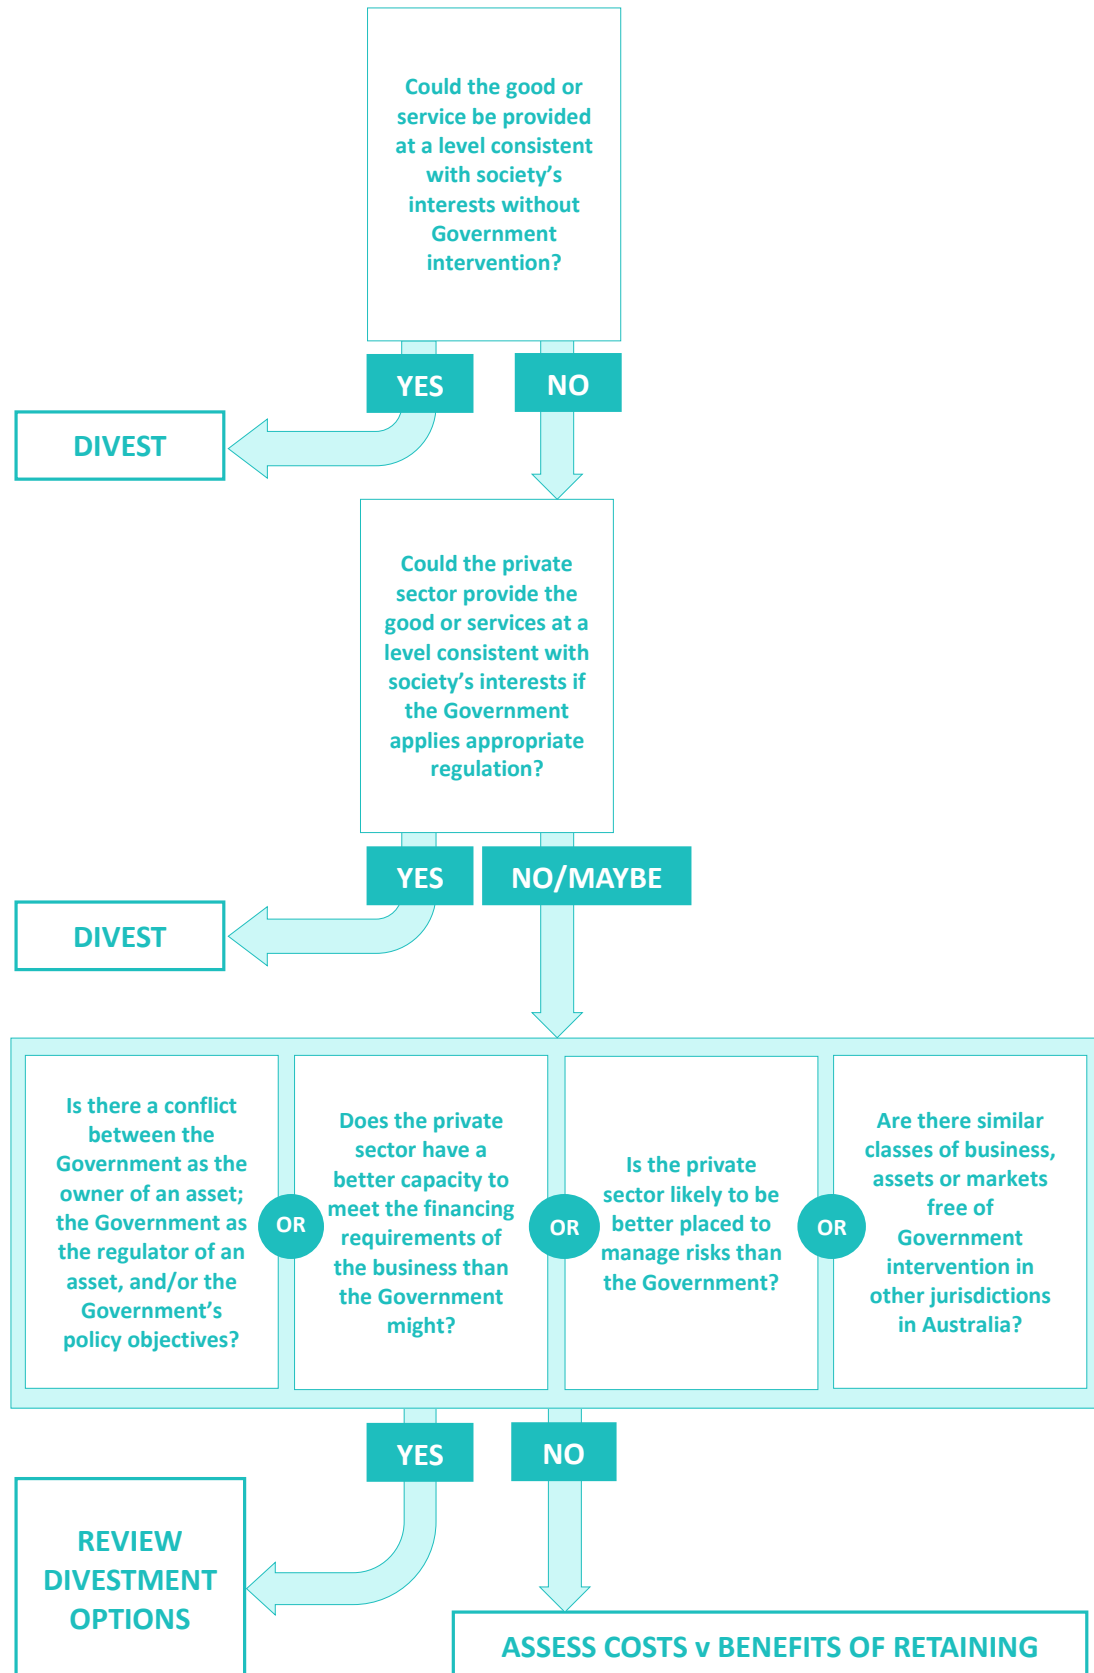 Could the good or
service be provided
at a level consistent
with society’s
interests without
Government
intervention?
YES
NO
DIVEST
Could the private
sector provide the
good or services at a
level consistent with
society’s interests if
the Government
applies appropriate
regulation?
YES
NO/MAYBE
DIVEST
Is there a conflict
between the
Government as the
owner of an asset;
the Government as
the regulator of an
asset, and/or the
Government’s
policy objectives?
OR
Does the private
sector have a
better capacity to
meet the financing
requirements of
the business than
the Government
might?
OR
Is the private
sector likely to be
better placed to
manage risks than
the Government?
OR
Are there similar
classes of business,
assets or markets
free of
Government
intervention in
other jurisdictions
in Australia?
YES
NO
REVIEW
DIVESTMENT
OPTIONS
ASSESS COSTS v BENEFITS OF RETAINING